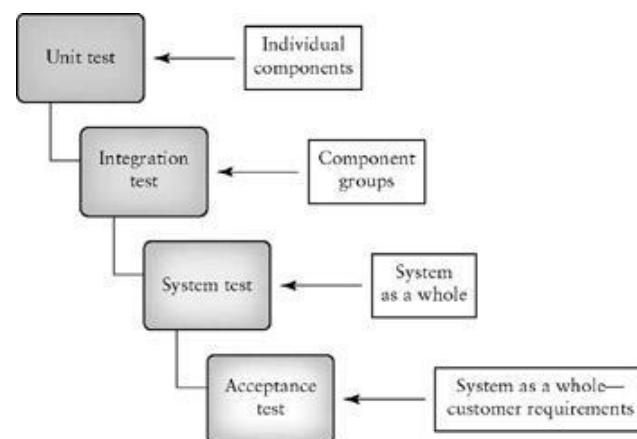 Unit test
Individual
components
Integration
test
Component
groups
System test
System
as a whole
Acceptance
test
System as a whole—
customer requirements